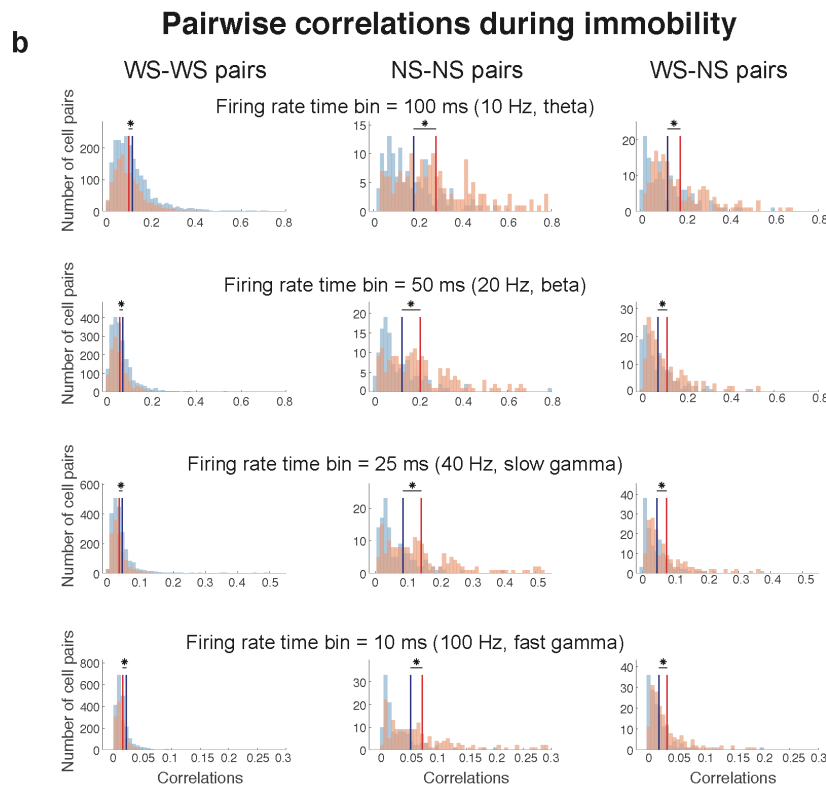 b
Pairwise correlations during immobility
WS-WS pairs NS-NS pairs WS-NS pairs
Firing rate time bin = 100 ms (10 Hz, theta)
Number of cell pairs
200
100
0
0 0.2 0.4 0.6 0.8
*
15
10
5
0
0 0.2 0.4 0.6 0.8
*
20
10
0
0 0.2 0.4 0.6 0.8
*
Firing rate time bin = 50 ms (20 Hz, beta)
Number of cell pairs
400
300
200
100
0
0.2 0.4 0.6 0.8
*
20
15
10
5
0
0 0.2 0.4 0.6 0.8
*
30
20
10
0
0 0.2 0.4 0.6 0.8
*
Firing rate time bin = 25 ms (40 Hz, slow gamma)
Number of cell pairs
600
400
200
0
0 0.1 0.2 0.3 0.4 0.5
*
20
15
10
5
0
0 0.1 0.2 0.3 0.4 0.5
*
40
30
20
10
0
0 0.1 0.2 0.3 0.4 0.5
*
Firing rate time bin = 10 ms (100 Hz, fast gamma)
Number of cell pairs
800
600
400
200
0
0 0.05 0.1 0.15 0.2 0.25 0.3
*
Correlations
30
20
10
0
0 0.05 0.1 0.15 0.2 0.25 0.3
*
Correlations
40
30
20
10
0
0 0.05 0.1 0.15 0.2 0.25 0.3
*
Correlations